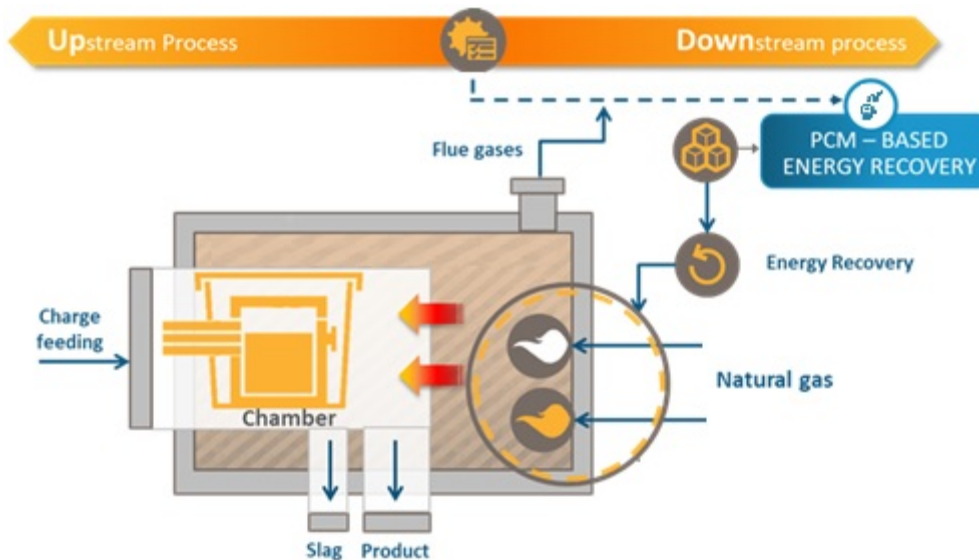 Upstream Process
Downstream process
Flue gases
PCM – BASED
ENERGY RECOVERY
Energy Recovery
Charge
feeding
Natural gas
Chamber
Slag
Product